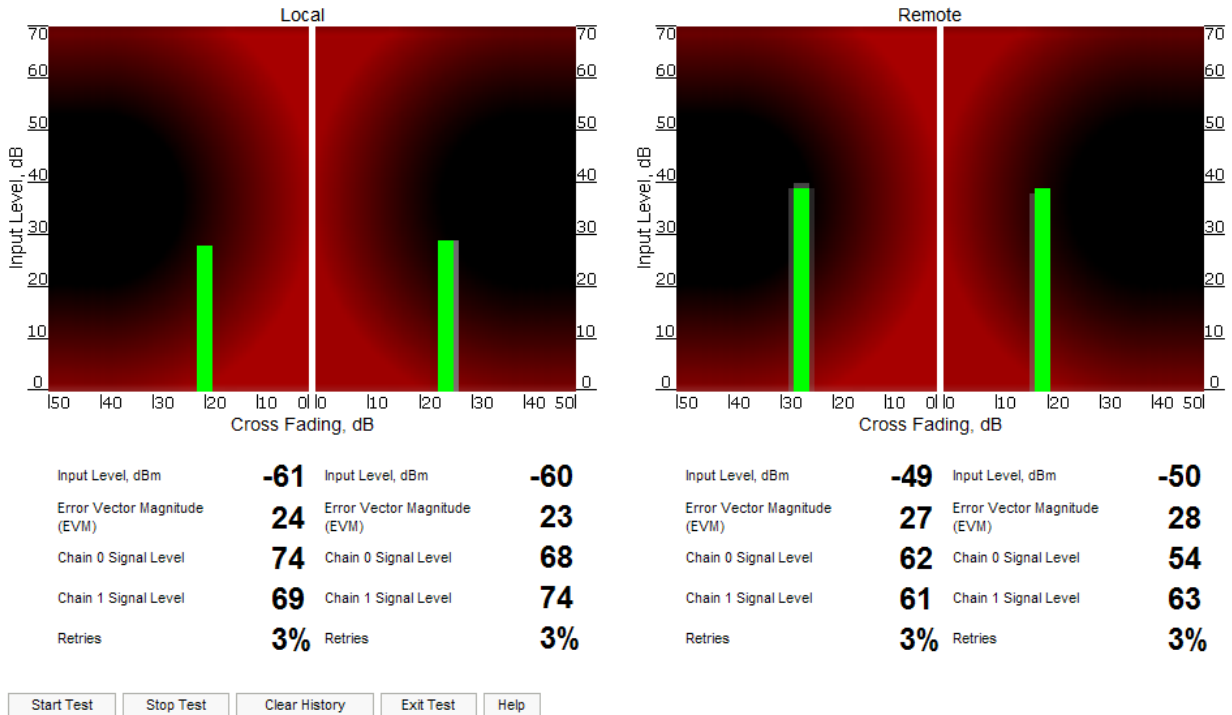 Local Remote
70 70 70 70
60 60 60 60
50 50 50 50
40 40 40 40
30 30 30 30
20 20 20 20
10 10 10 10
0 0 0 0
Input Level, dB Input Level, dB
50 40 30 20 10 0 0 10 20 30 40 50 50 40 30 20 10 0 0 10 20 30 40 50
Cross Fading, dB Cross Fading, dB
Input Level, dBm -61 Input Level, dBm -60 Input Level, dBm -49 Input Level, dBm -50
Error Vector Magnitude (EVM) 24 Error Vector Magnitude (EVM) 23 Error Vector Magnitude (EVM) 27 Error Vector Magnitude (EVM) 28
Chain 0 Signal Level 74 Chain 0 Signal Level 68 Chain 0 Signal Level 62 Chain 0 Signal Level 54
Chain 1 Signal Level 69 Chain 1 Signal Level 74 Chain 1 Signal Level 61 Chain 1 Signal Level 63
Retries 3% Retries 3% Retries 3% Retries 3%
Start Test Stop Test Clear History Exit Test Help